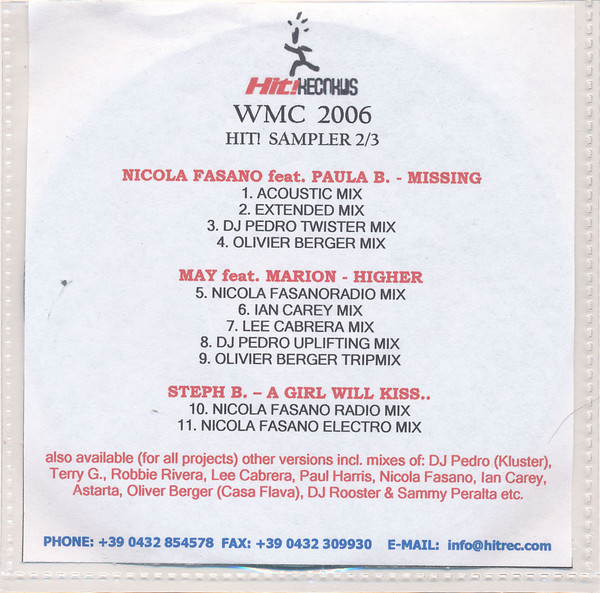 Hit! RECORDS
WMC 2006
HIT! SAMPLER 2/3
NICOLA FASANO feat. PAULA B. - MISSING
1. ACOUSTIC MIX
2. EXTENDED MIX
3. DJ PEDRO TWISTER MIX
4. OLIVIER BERGER MIX
MAY feat. MARION - HIGHER
5. NICOLA FASANORADIO MIX
6. IAN CAREY MIX
7. LEE CABRERA MIX
8. DJ PEDRO UPLIFTING MIX
9. OLIVIER BERGER TRIPMIX
STEPH B. – A GIRL WILL KISS..
10. NICOLA FASANO RADIO MIX
11. NICOLA FASANO ELECTRO MIX
also available (for all projects) other versions incl. mixes of: DJ Pedro (Kluster),
Terry G., Robbie Rivera, Lee Cabrera, Paul Harris, Nicola Fasano, Ian Carey,
Astarta, Oliver Berger (Casa Flava), DJ Rooster & Sammy Peralta etc.
PHONE: +39 0432 854578 FAX: +39 0432 309930 E-MAIL: info@hitrec.com